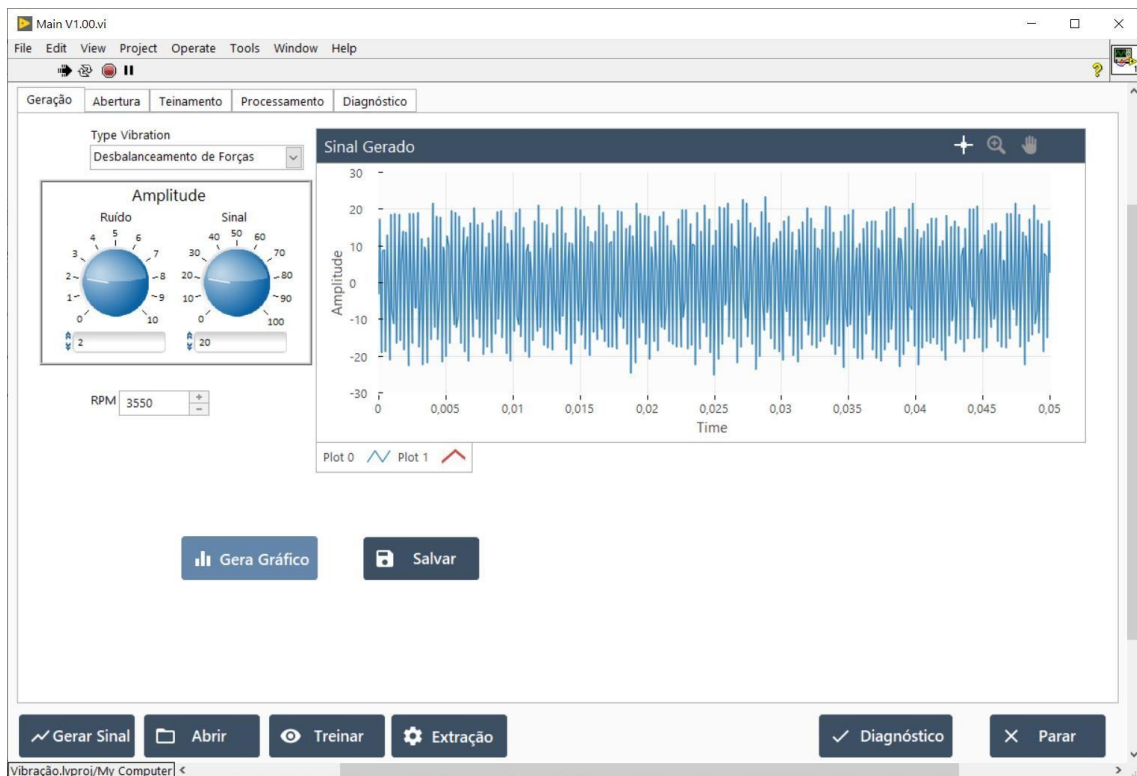 Main V1.00.vi
File Edit View Project Operate Tools Window Help
Geração Abertura Teinamento Processamento Diagnóstico
Type Vibration
Desbalanceamento de Forças
Amplitude
Ruído Sinal
0 1 2 3 4 5 6 7 8 9 10
0 10 20 30 40 50 60 70 80 90 100
2 20
RPM 3550
Sinal Gerado
Amplitude
30
20
10
0
-10
-20
-30
0 0,005 0,01 0,015 0,02 0,025 0,03 0,035 0,04 0,045 0,05
Time
Plot 0 Plot 1
Gera Gráfico Salvar
Gerar Sinal Abrir Treinar Extração Diagnóstico Parar
Vibração.lvproj/My Computer